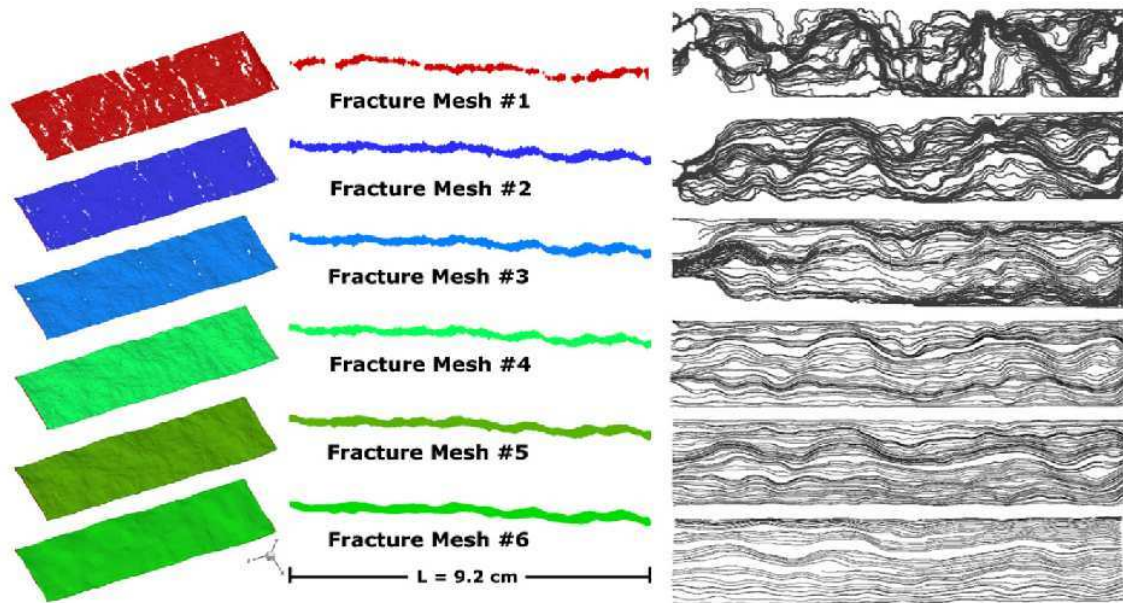 Fracture Mesh #1
Fracture Mesh #2
Fracture Mesh #3
Fracture Mesh #4
Fracture Mesh #5
Fracture Mesh #6
L = 9.2 cm